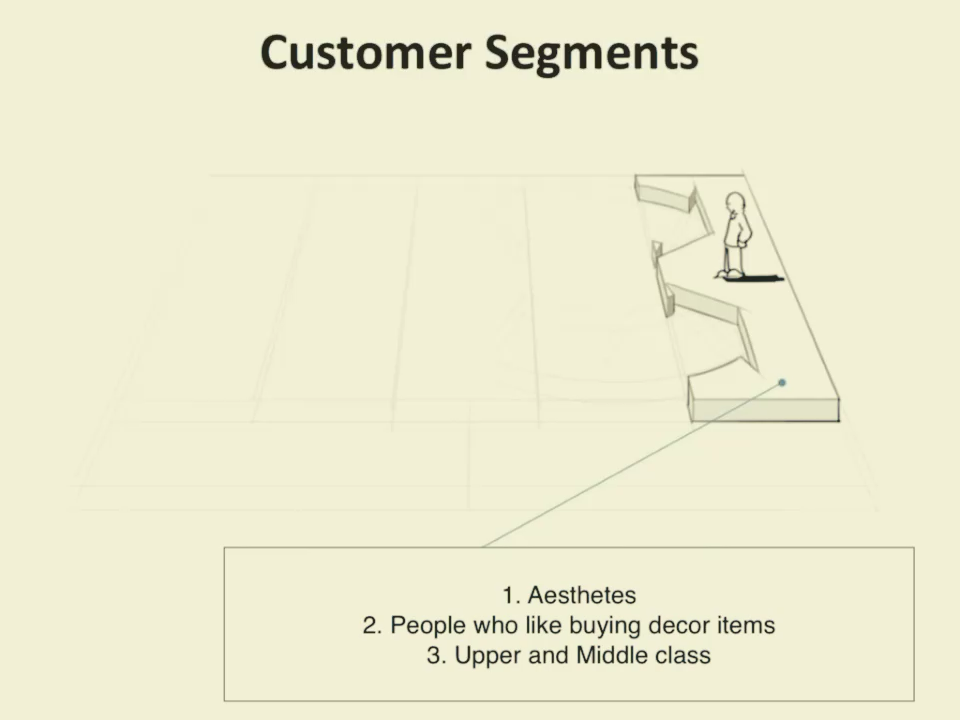 Customer Segments
1. Aesthetes
2. People who like buying decor items
3. Upper and Middle class